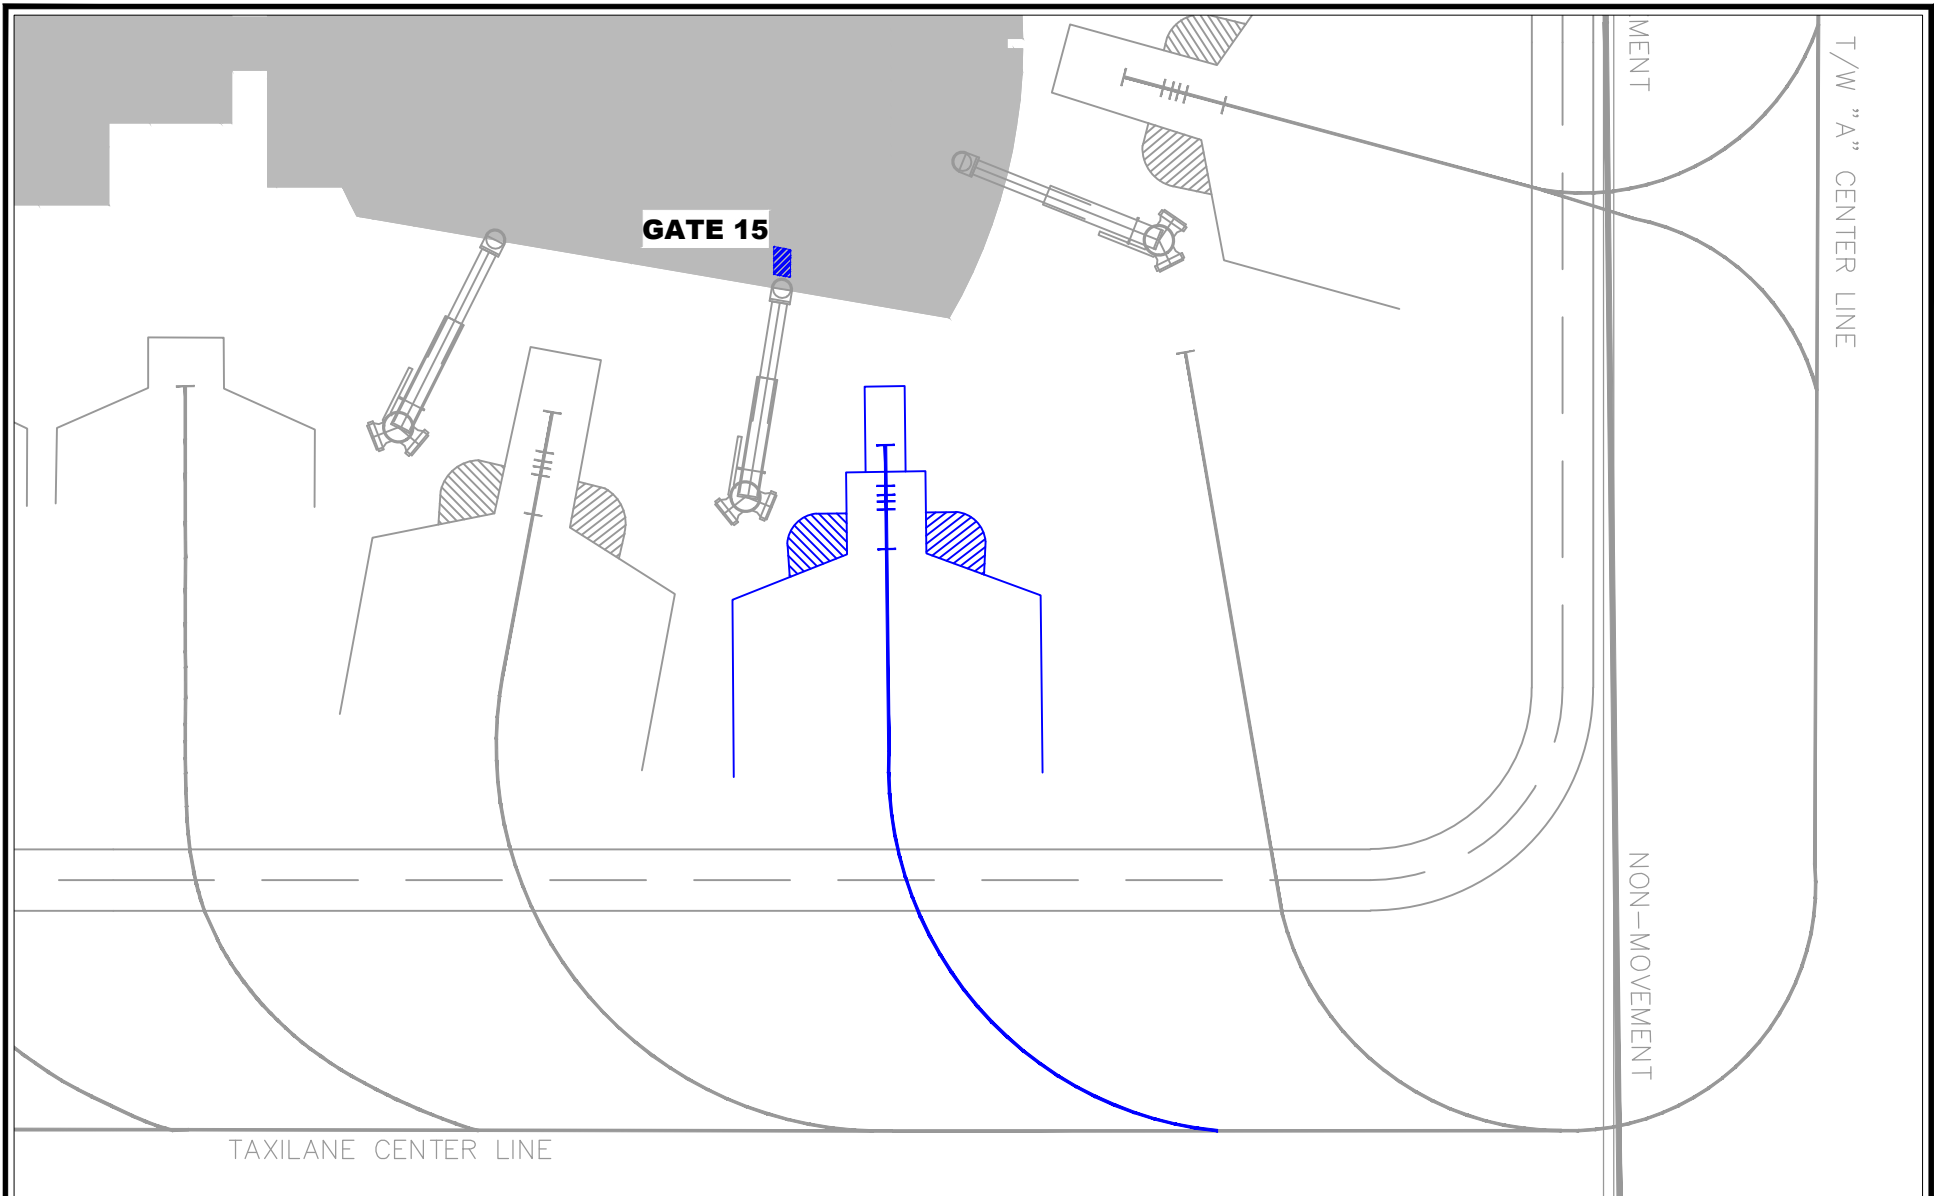 MENT
T/W "A" CENTER LINE
GATE 15
NON-MOVEMENT
TAXILANE CENTER LINE